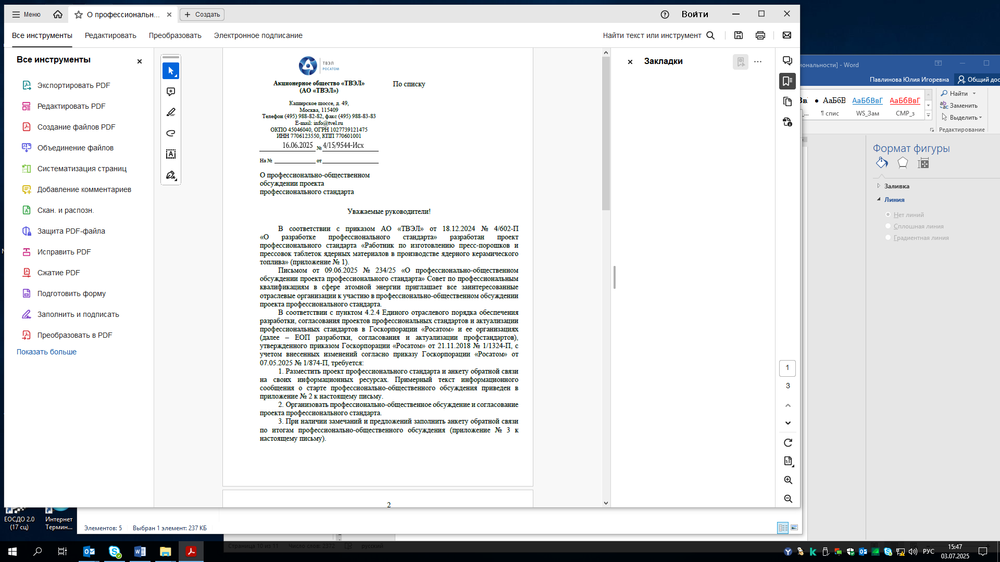 Меню
О профессиональн...
Создать
Войти
Все инструменты
Редактировать
Преобразовать
Электронное подписание
Найти текст или инструмент
Все инструменты
Экспортировать PDF
Редактировать PDF
Создание файлов PDF
Объединение файлов
Систематизация страниц
Добавление комментариев
Скан. и распозн.
Защита PDF-файла
Исправить PDF
Сжатие PDF
Подготовить форму
Заполнить и подписать
Преобразовать в PDF
Показать больше
ТВЭЛ
РОСАТОМ
Акционерное общество «ТВЭЛ»
(АО «ТВЭЛ»)
По списку
Каширское шоссе, д. 49,
Москва, 115409
Телефон (495) 988-82-82, факс (495) 988-83-83
E-mail: info@tvel.ru
ОКПО 45046040, ОГРН 1027739121475
ИНН 7706123550, КПП 770601001
16.06.2025 № 4/15/9544-Исх
На № от
О профессионально-общественном
обсуждении проекта
профессионального стандарта
Уважаемые руководители!
В соответствии с приказом АО «ТВЭЛ» от 18.12.2024 № 4/602-П
«О разработке профессионального стандарта» разработан проект
профессионального стандарта «Работник по изготовлению пресс-порошков и
прессовок таблеток ядерных материалов в производстве ядерного керамического
топлива» (приложение № 1).
Письмом от 09.06.2025 № 234/25 «О профессионально-общественном
обсуждении проекта профессионального стандарта» Совет по профессиональным
квалификациям в сфере атомной энергии приглашает все заинтересованные
отраслевые организации к участию в профессионально-общественном обсуждении
проекта профессионального стандарта.
В соответствии с пунктом 4.2.4 Единого отраслевого порядка обеспечения
разработки, согласования проектов профессиональных стандартов и актуализации
профессиональных стандартов в Госкорпорации «Росатом» и ее организациях
(далее – ЕОП разработки, согласования и актуализации профстандартов),
утвержденного приказом Госкорпорации «Росатом» от 21.11.2018 № 1/1324-П, с
учетом внесенных изменений согласно приказу Госкорпорации «Росатом» от
07.05.2025 № 1/874-П, требуется:
1. Разместить проект профессионального стандарта и анкету обратной связи
на своих информационных ресурсах. Примерный текст информационного
сообщения о старте профессионально-общественного обсуждения приведен в
приложение № 2 к настоящему письму.
2. Организовать профессионально-общественное обсуждение и согласование
проекта профессионального стандарта.
3. При наличии замечаний и предложений заполнить анкету обратной связи
по итогам профессионально-общественного обсуждения (приложение № 3 к
настоящему письму).
2
Закладки
1
3
иональности] - Word
Павлинова Юлия Игоревна
Общий дос
АаБбВ
АаБбВвГ
АаБбВвГ
¶ спис
WS_Зам
СМР_з
Найти
Заменить
Выделить
Редактирование
Формат фигуры
Заливка
Линия
Нет линий
Сплошная линия
Градиентная линия
ЕОСДО 2.0
(17 сц)
Интернет
Термин...
Элементов: 5
Выбран 1 элемент: 237 КБ
Страница 10 из 11
Число слов: 2372
русский
РУС
15:47
03.07.2025